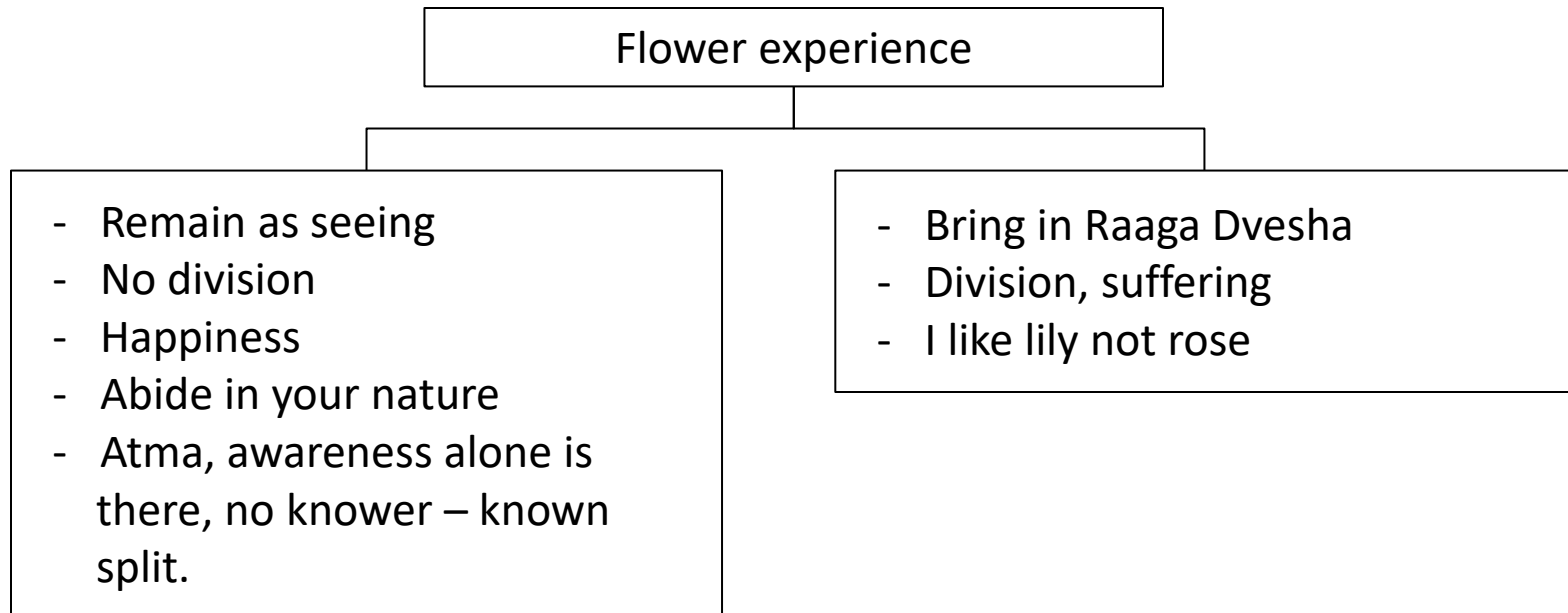 Flower experience
- Remain as seeing
- No division
- Happiness
- Abide in your nature
- Atma, awareness alone is
there, no knower – known
split.
- Bring in Raaga Dvesha
- Division, suffering
- I like lily not rose